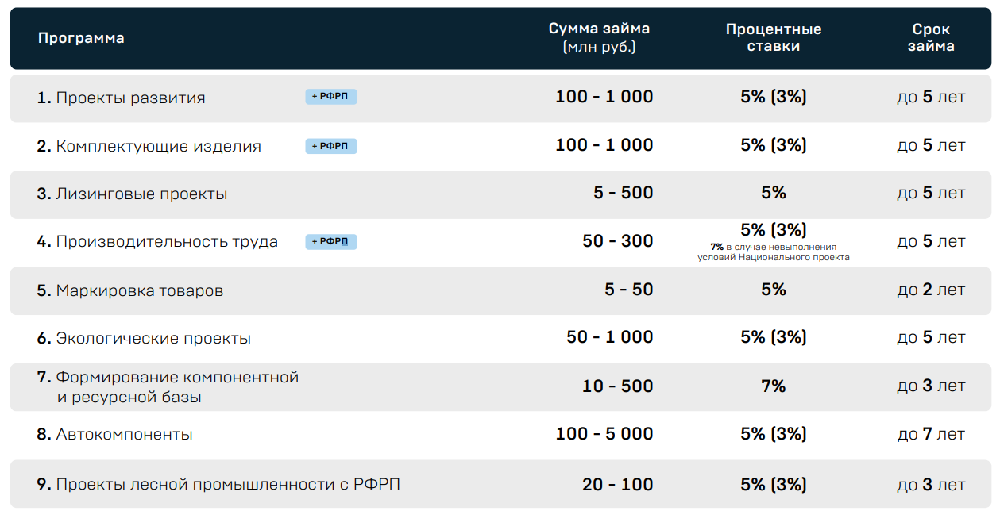 Программа
Сумма займа
(млн руб.)
Процентные
ставки
Срок
займа
1. Проекты развития + РФРП 100 - 1 000 5% (3%) до 5 лет
2. Комплектующие изделия + РФРП 100 - 1 000 5% (3%) до 5 лет
3. Лизинговые проекты 5 - 500 5% до 5 лет
4. Производительность труда + РФРП 50 - 300 5% (3%) до 5 лет
7% в случае невыполнения
условий Национального проекта
5. Маркировка товаров 5 - 50 5% до 2 лет
6. Экологические проекты 50 - 1 000 5% (3%) до 5 лет
7. Формирование компонентной
и ресурсной базы 10 - 500 7% до 3 лет
8. Автокомпоненты 100 - 5 000 5% (3%) до 7 лет
9. Проекты лесной промышленности с РФРП 20 - 100 5% (3%) до 3 лет